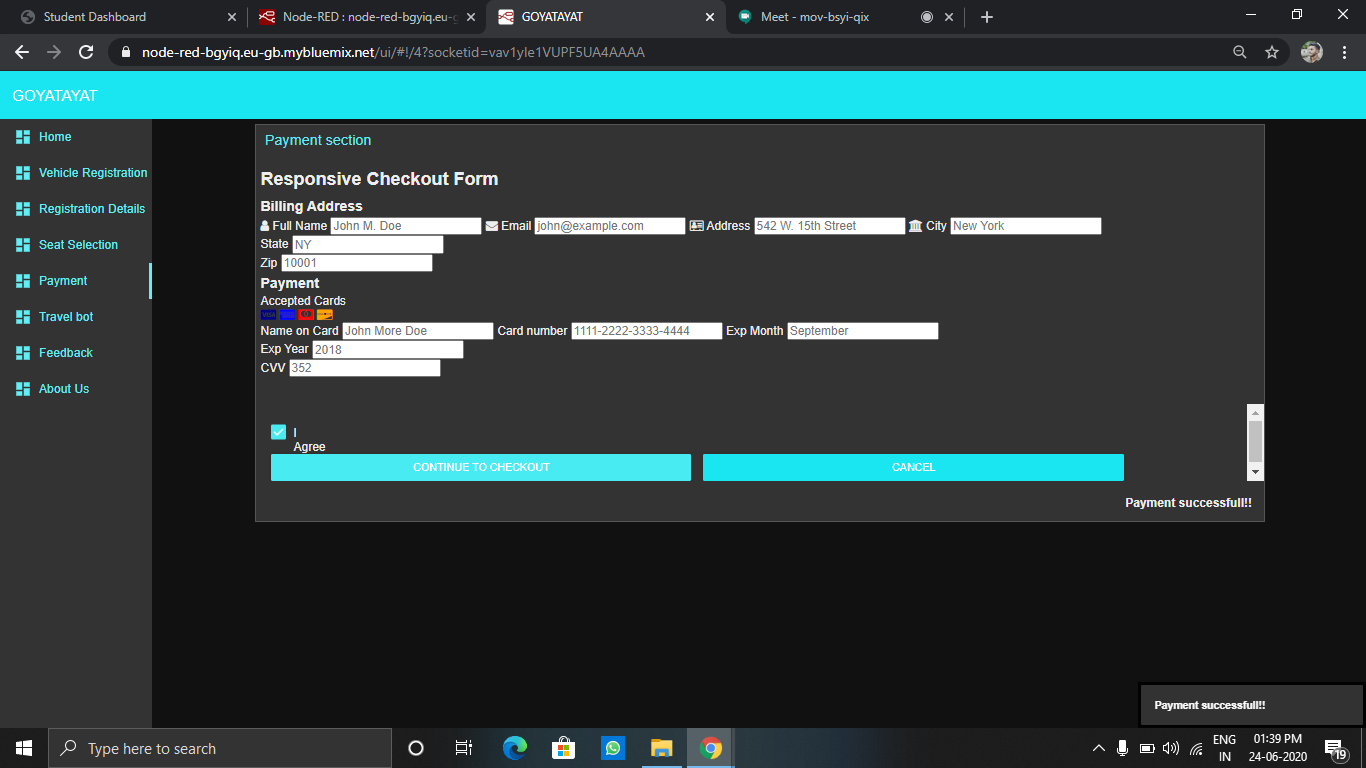 Student Dashboard
Node-RED : node-red-bgyiq.eu-g
GOYATAYAT
Meet - mov-bsyi-qix
node-red-bgyiq.eu-gb.mybluemix.net/ui/#!/4?socketid=vav1yle1VUPF5UA4AAAA
GOYATAYAT
Home
Vehicle Registration
Registration Details
Seat Selection
Payment
Travel bot
Feedback
About Us
Payment section
Responsive Checkout Form
Billing Address
Full Name John M. Doe Email john@example.com Address 542 W. 15th Street City New York
State NY
Zip 10001
Payment
Accepted Cards
VISA
Name on Card John More Doe Card number 1111-2222-3333-4444 Exp Month September
Exp Year 2018
CVV 352
I
Agree
CONTINUE TO CHECKOUT CANCEL
Payment successfull!!
Payment successfull!!
Type here to search
ENG
IN
01:39 PM
24-06-2020
19